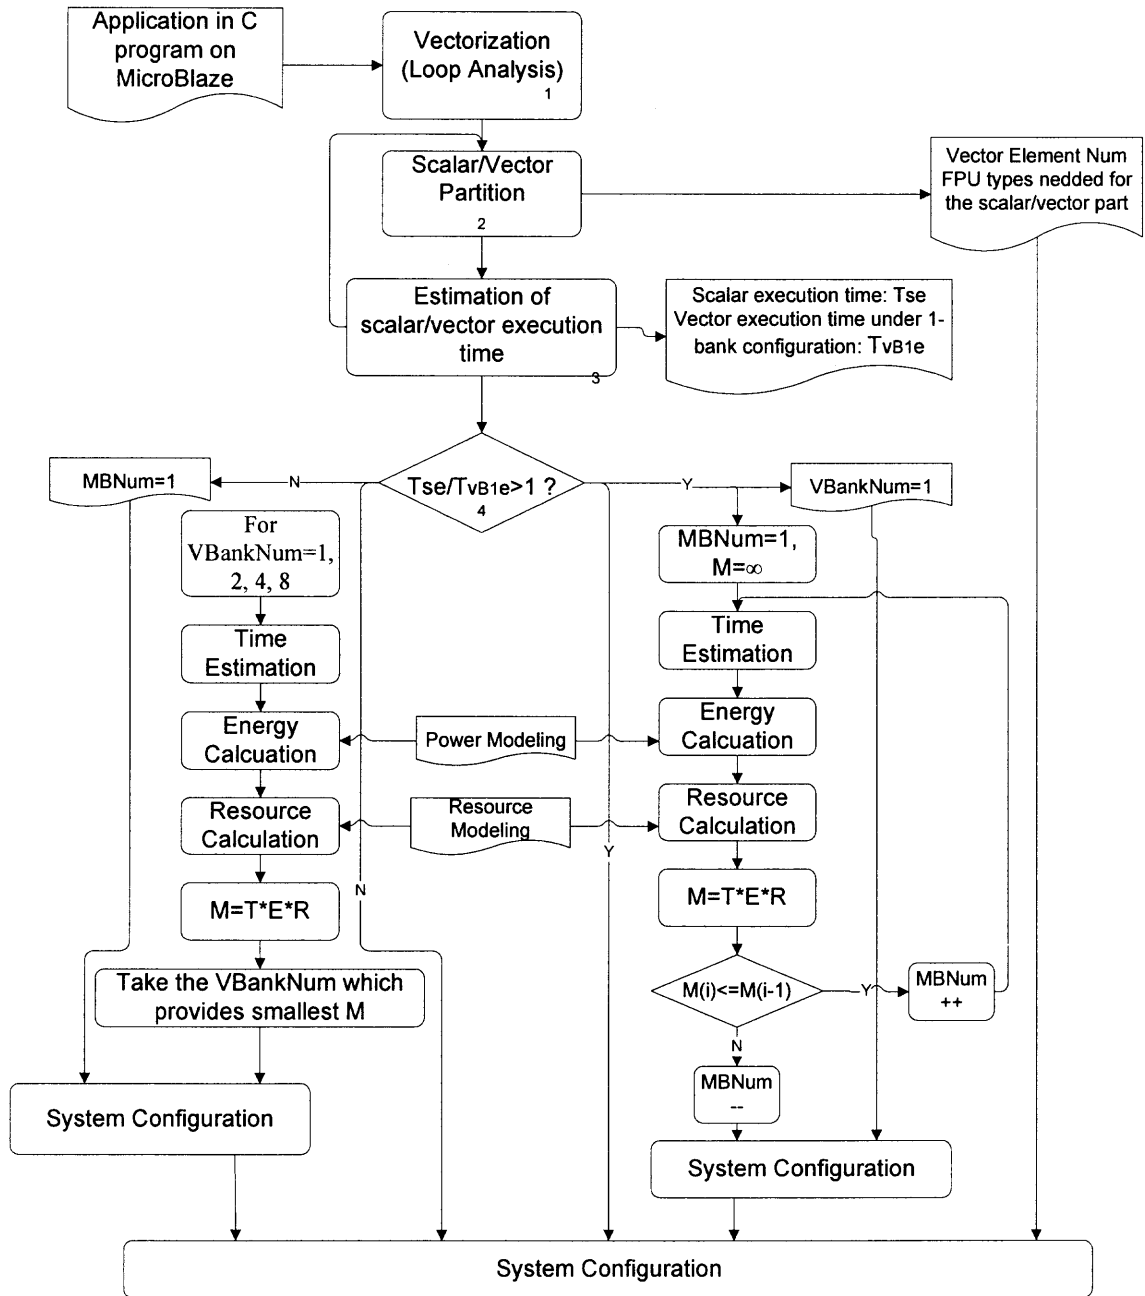 Application in C
program on
MicroBlaze
Vectorization
(Loop Analysis)
1
Scalar/Vector
Partition
2
Vector Element Num
FPU types nedded for
the scalar/vector part
Estimation of
scalar/vector execution
time
3
Scalar execution time: Tse
Vector execution time under 1-
bank configuration: TvB1e
MBNum=1
N
Tse/TvB1e>1 ?
4
Y
VBankNum=1
For
VBankNum=1,
2, 4, 8
MBNum=1,
M=∞
Time
Estimation
Time
Estimation
Energy
Calcuation
Power Modeling
Energy
Calcuation
Resource
Calculation
Resource
Modeling
Resource
Calculation
Y
N
M=T*E*R
M=T*E*R
Take the VBankNum which
provides smallest M
M(i)<=M(i-1)
Y
MBNum
++
N
MBNum
--
System Configuration
System Configuration
System Configuration